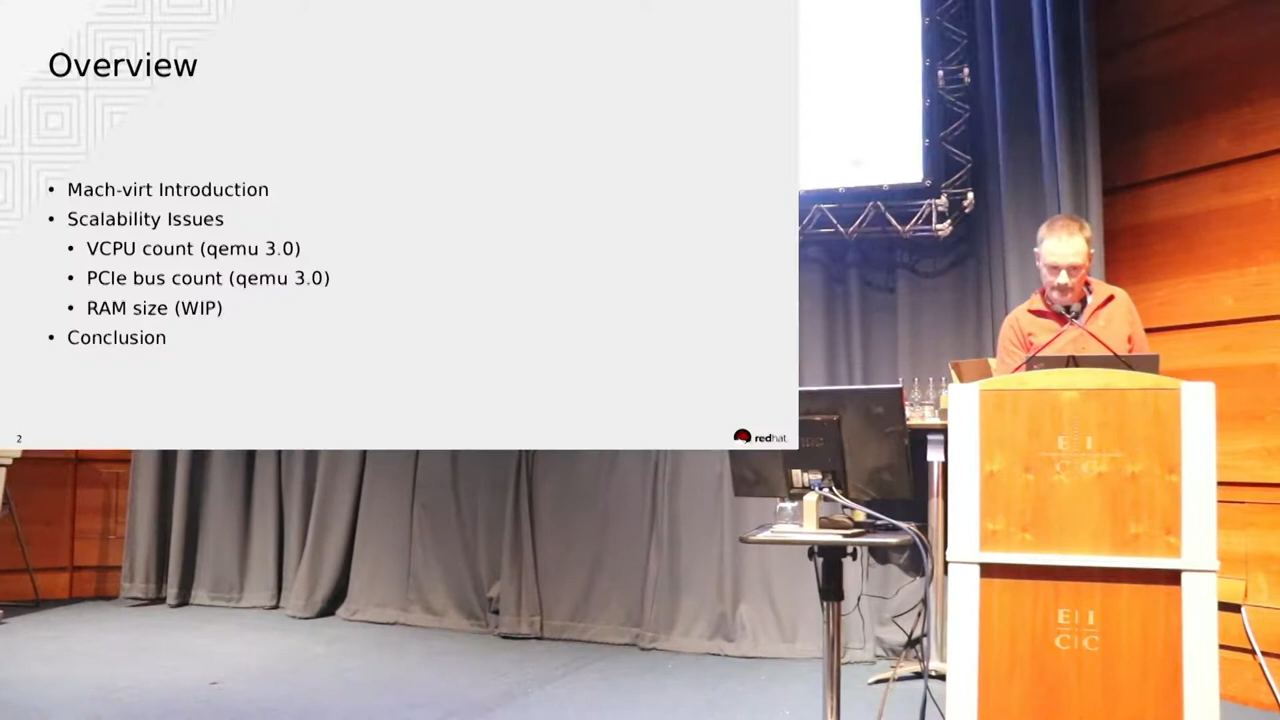 Overview
• Mach-virt Introduction
• Scalability Issues
• VCPU count (qemu 3.0)
• PCIe bus count (qemu 3.0)
• RAM size (WIP)
• Conclusion
2
redhat.
E I
C C
E I
C C